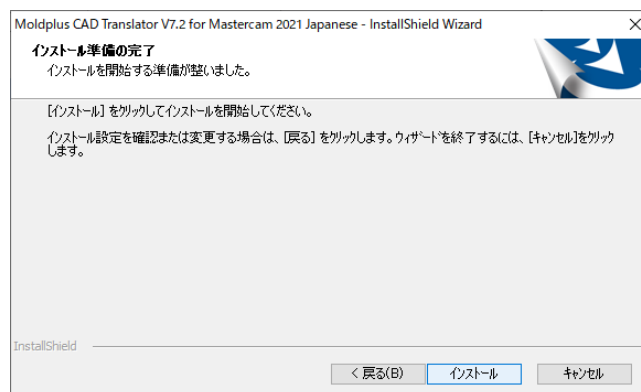 Moldplus CAD Translator V7.2 for Mastercam 2021 Japanese - InstallShield Wizard
インストール準備の完了
インストールを開始する準備が整いました。
[インストール] をクリックしてインストールを開始してください。
インストール設定を確認または変更する場合は、[戻る] をクリックします。ウィザードを終了するには、[キャンセル]をクリック
します。
InstallShield
< 戻る(B)
インストール
キャンセル